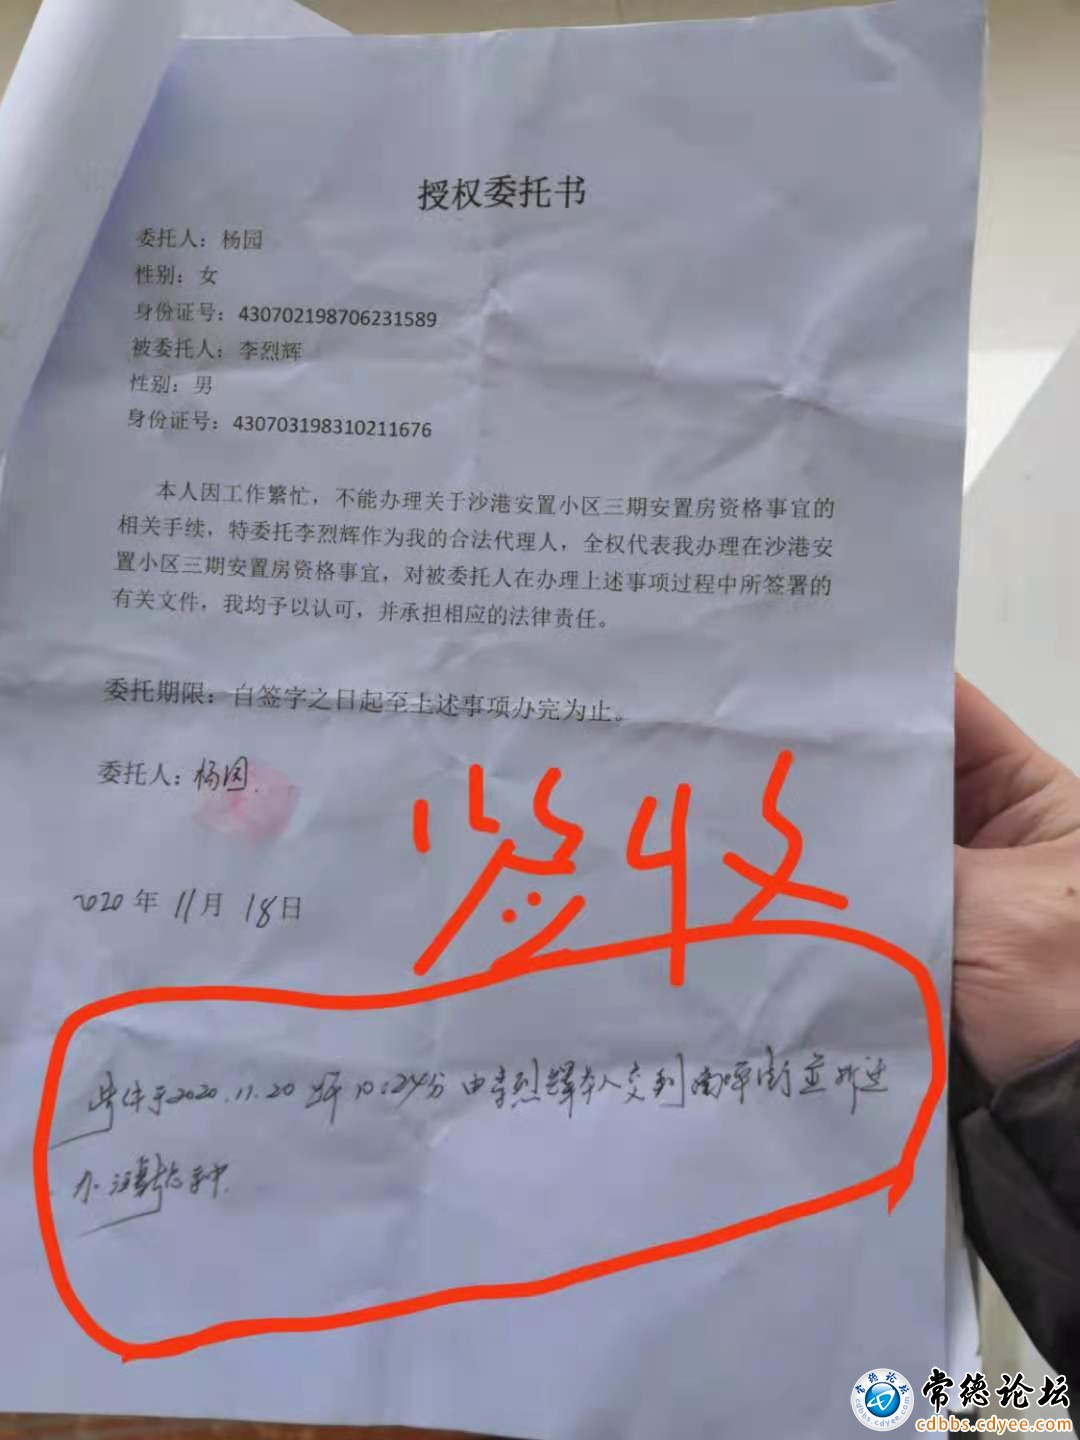 授权委托书
委托人：杨园
性别：女
身份证号：430702198706231589
被委托人：李烈辉
性别：男
身份证号：430703198310211676
本人因工作繁忙，不能办理关于沙港安置小区三期安置房资格事宜的
相关手续，特委托李烈辉作为我的合法代理人，全权代表我办理在沙港安
置小区三期安置房资格事宜，对被委托人在办理上述事项过程中所签署的
有关文件，我均予以认可，并承担相应的法律责任。
委托期限：自签字之日起至上述事项办完为止。
委托人：杨园
签收
2020年11月18日
此件于2020.11.20 10:24分由李烈辉本人交到南坪街道拆迁
办 手中.
常德论坛
cdbbs.cdyee.com